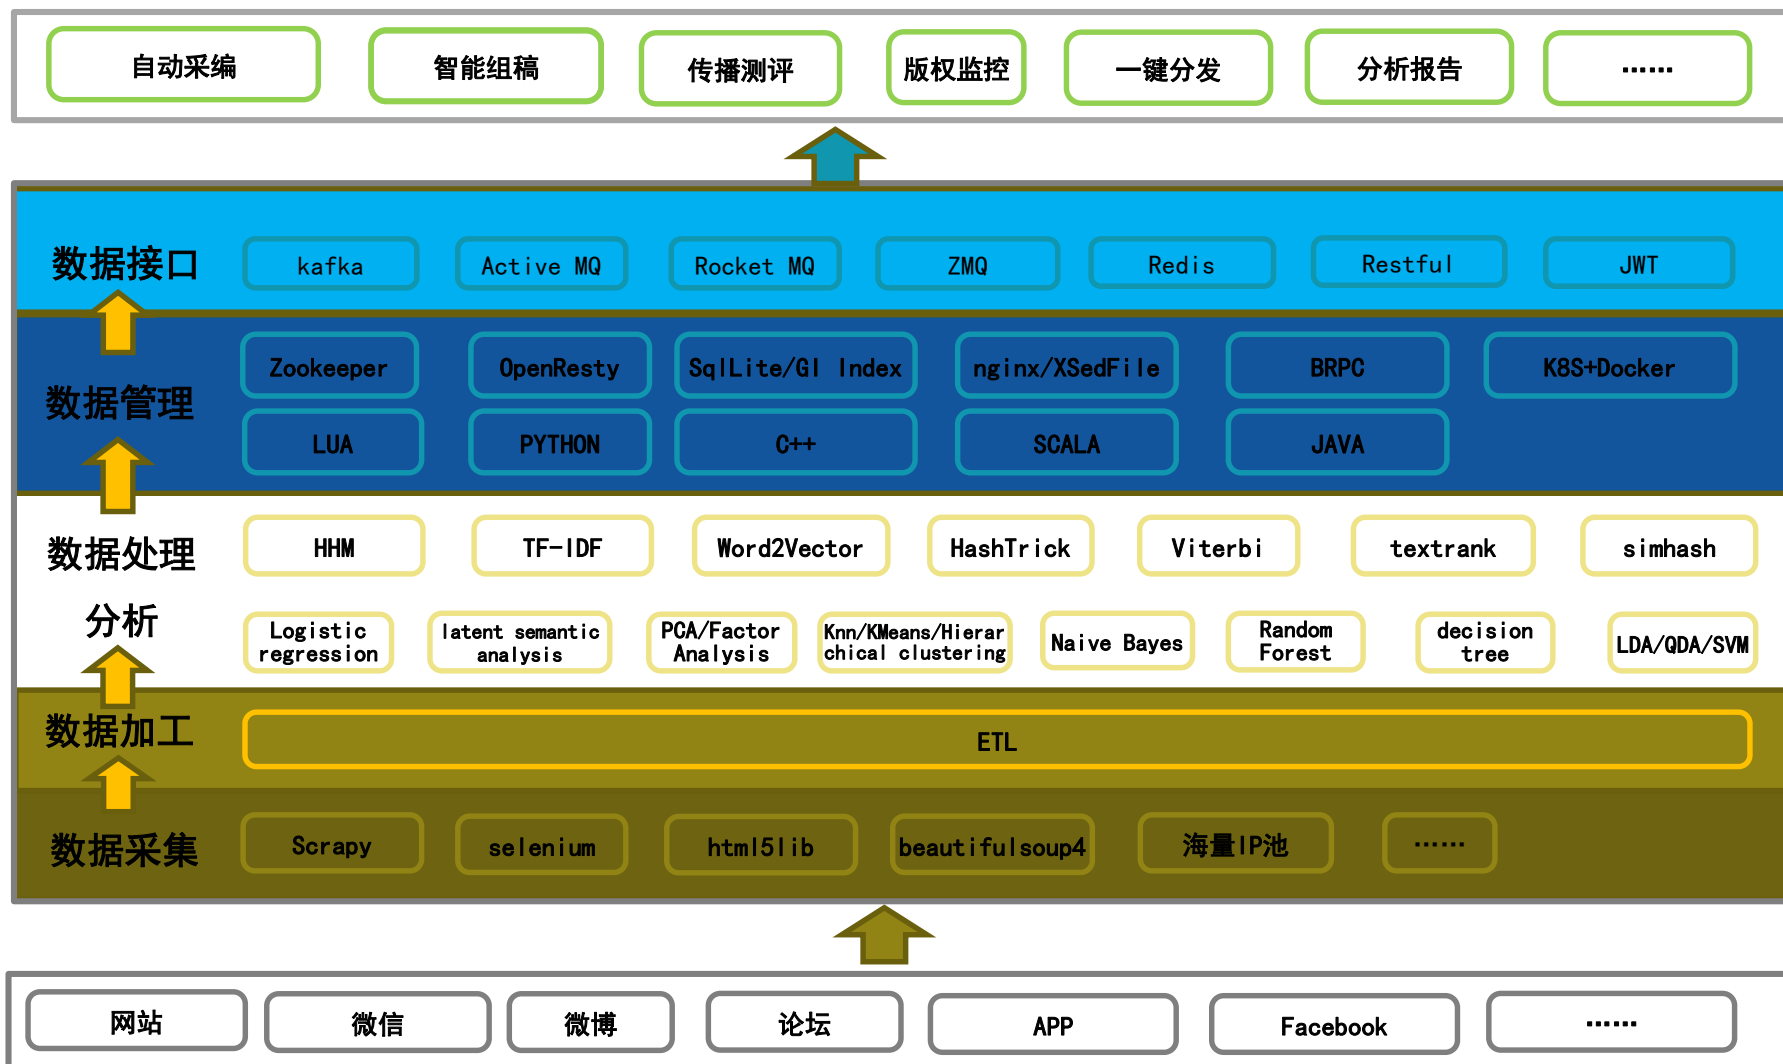 自动采编
智能组稿
传播测评
版权监控
一键分发
分析报告
……
数据接口
kafka
Active MQ
Rocket MQ
ZMQ
Redis
Restful
JWT
数据管理
Zookeeper
OpenResty
SqlLite/GI Index
nginx/XSedFile
BRPC
K8S+Docker
LUA
PYTHON
C++
SCALA
JAVA
数据处理
分析
HHM
TF-IDF
Word2Vector
HashTrick
Viterbi
textrank
simhash
Logistic
regression
latent semantic
analysis
PCA/Factor
Analysis
Knn/KMeans/Hierar
chical clustering
Naive Bayes
Random
Forest
decision
tree
LDA/QDA/SVM
数据加工
ETL
数据采集
Scrapy
selenium
html5lib
beautifulsoup4
海量IP池
……
网站
微信
微博
论坛
APP
Facebook
……